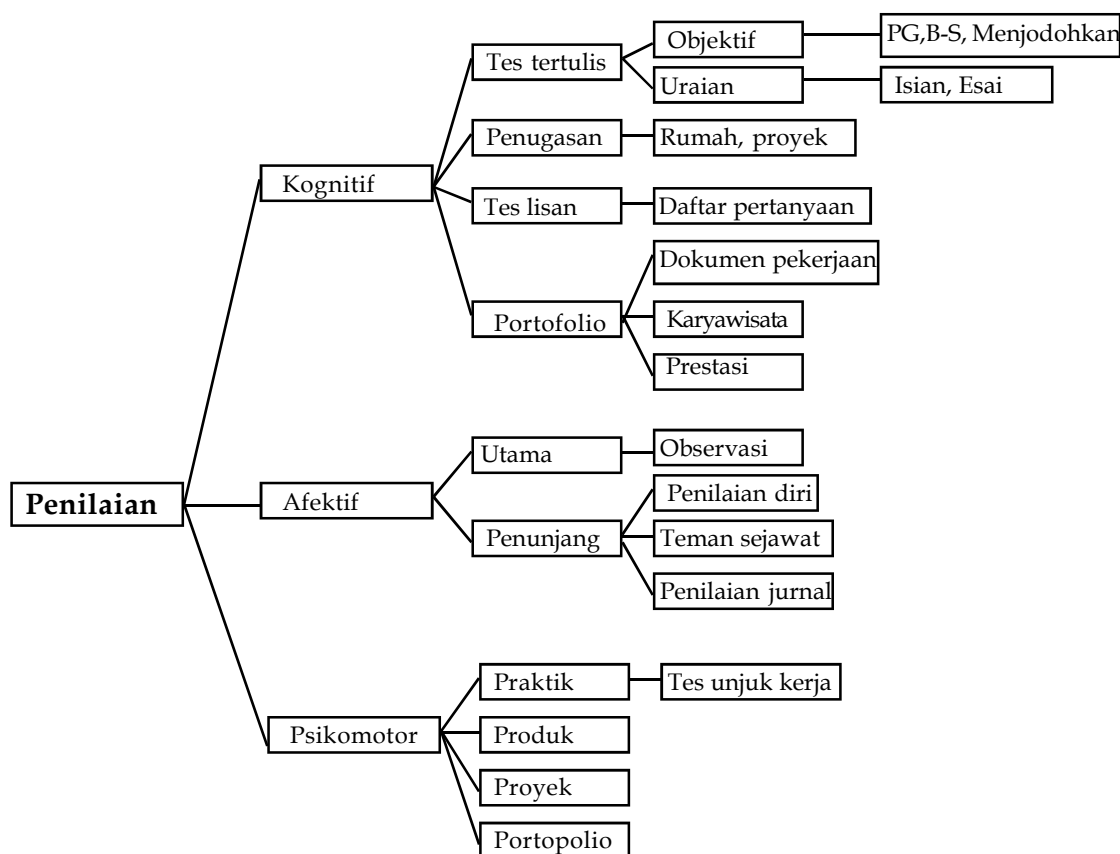 Objektif
PG,B-S, Menjodohkan
Tes tertulis
Uraian
Isian, Esai
Penugasan
Rumah, proyek
Kognitif
Tes lisan
Daftar pertanyaan
Dokumen pekerjaan
Portofolio
Karyawisata
Prestasi
Utama
Observasi
Penilaian
Afektif
Penilaian diri
Penunjang
Teman sejawat
Penilaian jurnal
Praktik
Tes unjuk kerja
Psikomotor
Produk
Proyek
Portopolio